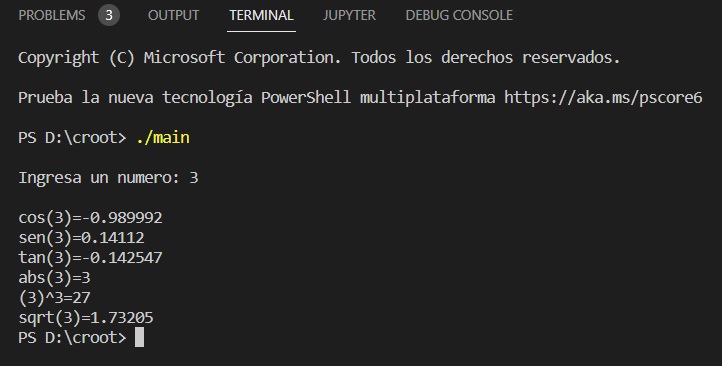 PROBLEMS 3 OUTPUT TERMINAL JUPYTER DEBUG CONSOLE
Copyright (C) Microsoft Corporation. Todos los derechos reservados.
Prueba la nueva tecnología PowerShell multiplataforma https://aka.ms/pscore6
PS D:\croot> ./main
Ingresa un numero: 3
cos(3)=-0.989992
sen(3)=0.14112
tan(3)=-0.142547
abs(3)=3
(3)^3=27
sqrt(3)=1.73205
PS D:\croot>